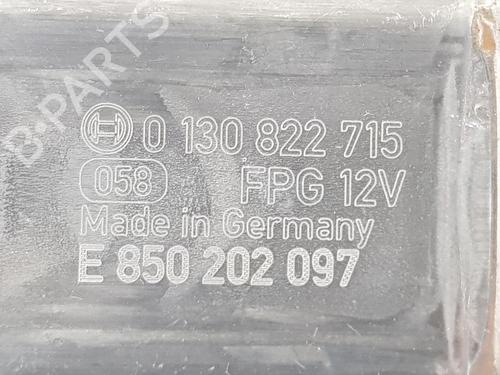 0 130 822 715
058 FPG 12V
Made in Germany
E 850 202 097
B-PARTS